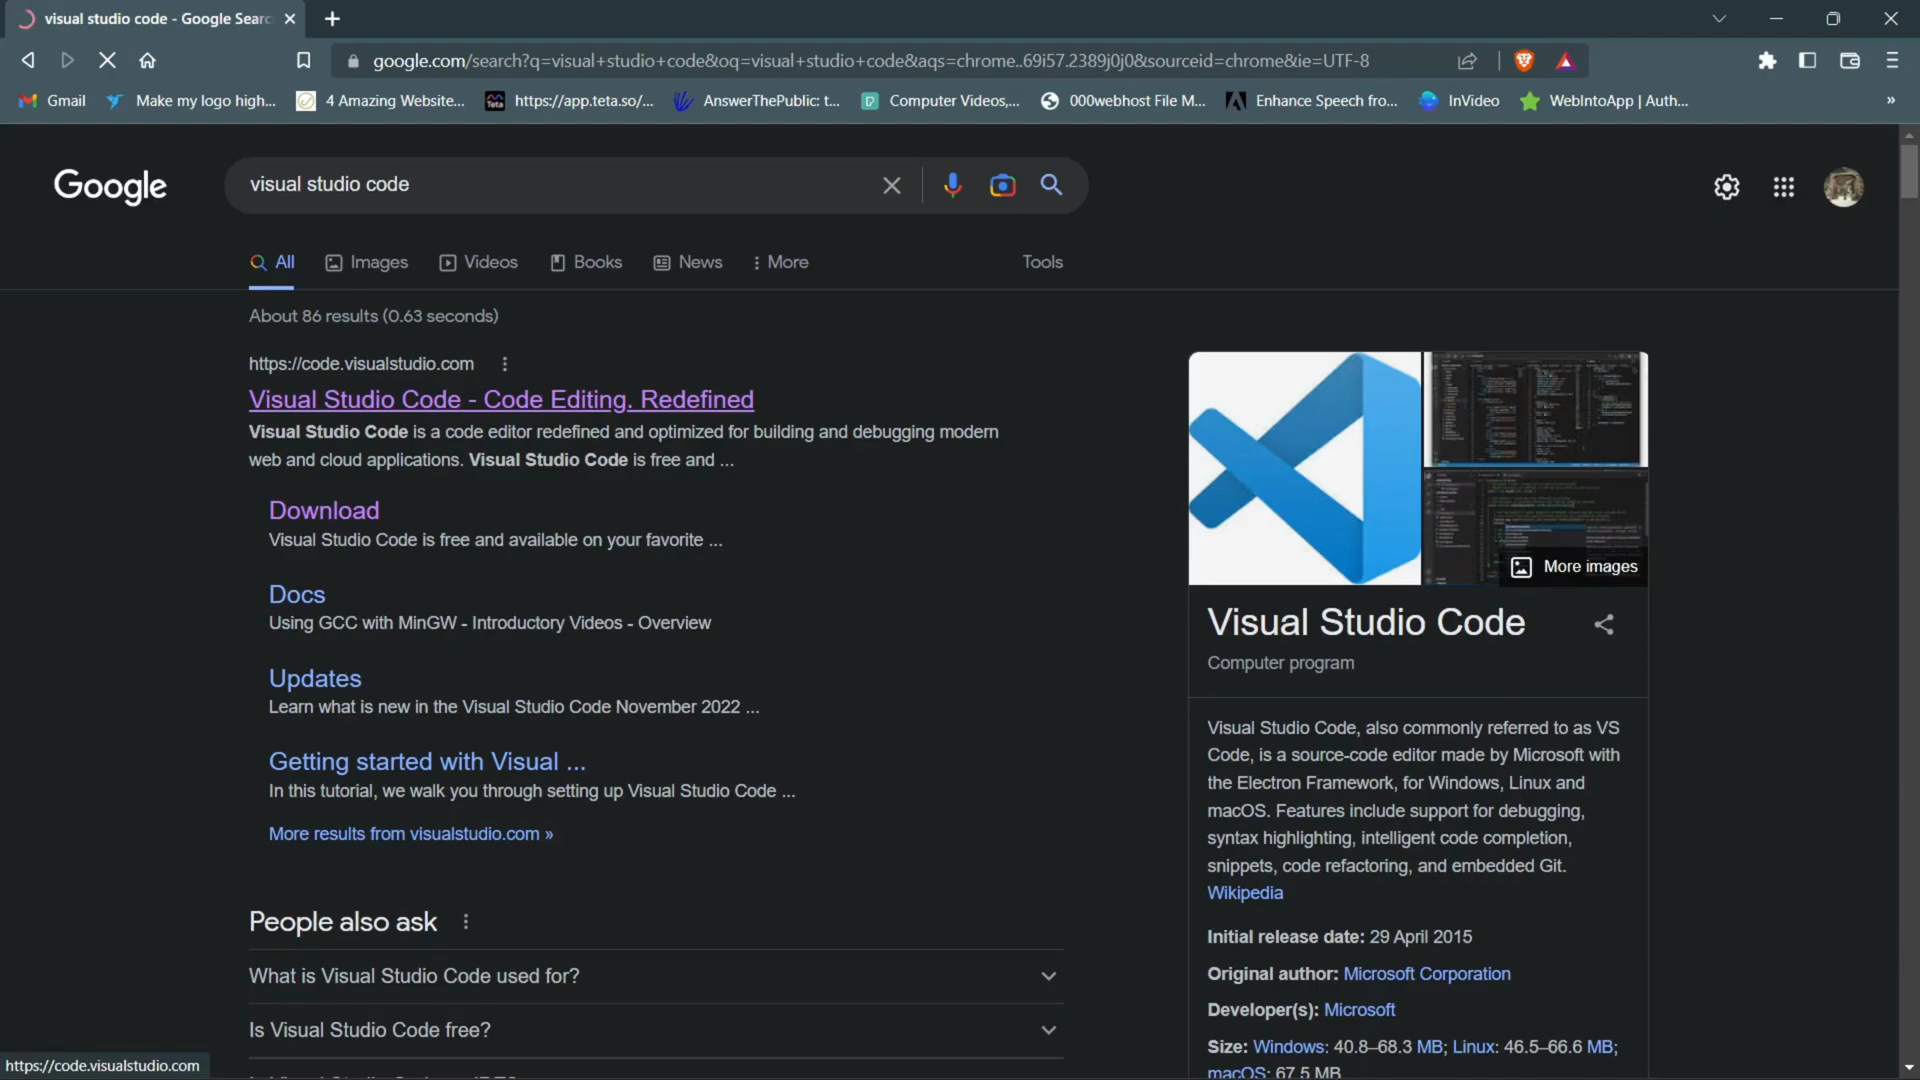 visual studio code - Google Searc
google.com/search?q=visual+studio+code&oq=visual+studio+code&aqs=chrome..69i57.2389j0j0&sourceid=chrome&ie=UTF-8
Gmail
Make my logo high...
4 Amazing Website...
Teta
https://app.teta.so/...
AnswerThePublic: t...
Computer Videos,...
000webhost File M...
Enhance Speech fro...
InVideo
WebIntoApp | Auth...
»
Google
visual studio code
All
Images
Videos
Books
News
More
Tools
About 86 results (0.63 seconds)
https://code.visualstudio.com
Visual Studio Code - Code Editing. Redefined
Visual Studio Code is a code editor redefined and optimized for building and debugging modern
web and cloud applications. Visual Studio Code is free and ...
Download
Visual Studio Code is free and available on your favorite ...
Docs
Using GCC with MinGW - Introductory Videos - Overview
Updates
Learn what is new in the Visual Studio Code November 2022 ...
Getting started with Visual ...
In this tutorial, we walk you through setting up Visual Studio Code ...
More results from visualstudio.com »
People also ask
What is Visual Studio Code used for?
Is Visual Studio Code free?
https://code.visualstudio.com
More images
Visual Studio Code
Computer program
Visual Studio Code, also commonly referred to as VS
Code, is a source-code editor made by Microsoft with
the Electron Framework, for Windows, Linux and
macOS. Features include support for debugging,
syntax highlighting, intelligent code completion,
snippets, code refactoring, and embedded Git.
Wikipedia
Initial release date: 29 April 2015
Original author: Microsoft Corporation
Developer(s): Microsoft
Size: Windows: 40.8–68.3 MB; Linux: 46.5–66.6 MB;
macOS: 67.5 MB